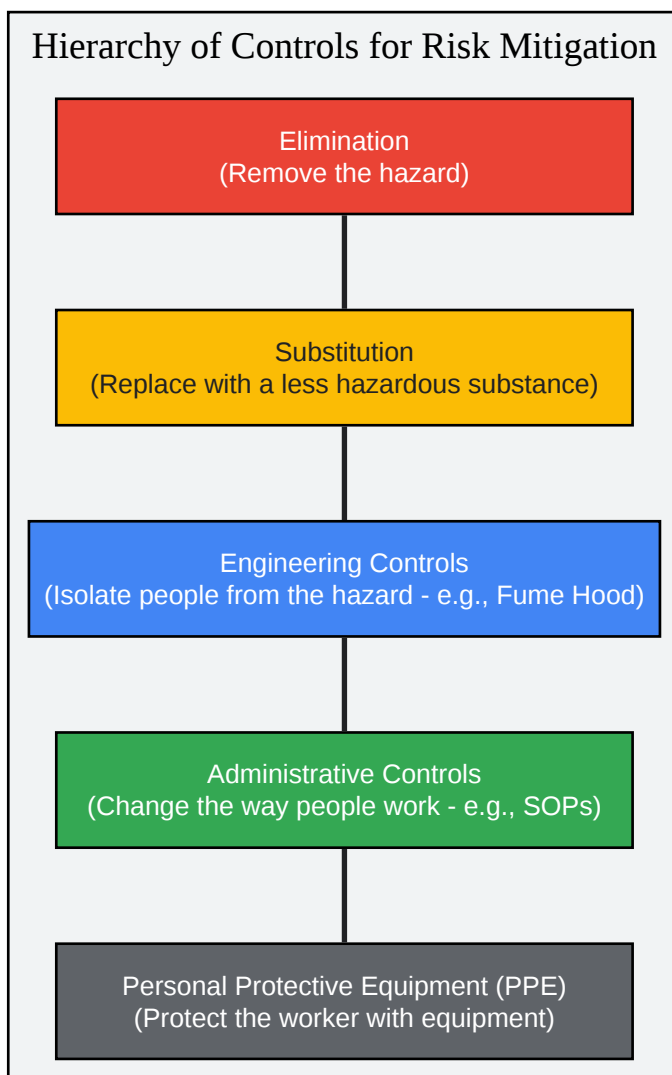 Hierarchy of Controls for Risk Mitigation
Elimination
(Remove the hazard)
Substitution
(Replace with a less hazardous substance)
Engineering Controls
(Isolate people from the hazard - e.g., Fume Hood)
Administrative Controls
(Change the way people work - e.g., SOPs)
Personal Protective Equipment (PPE)
(Protect the worker with equipment)